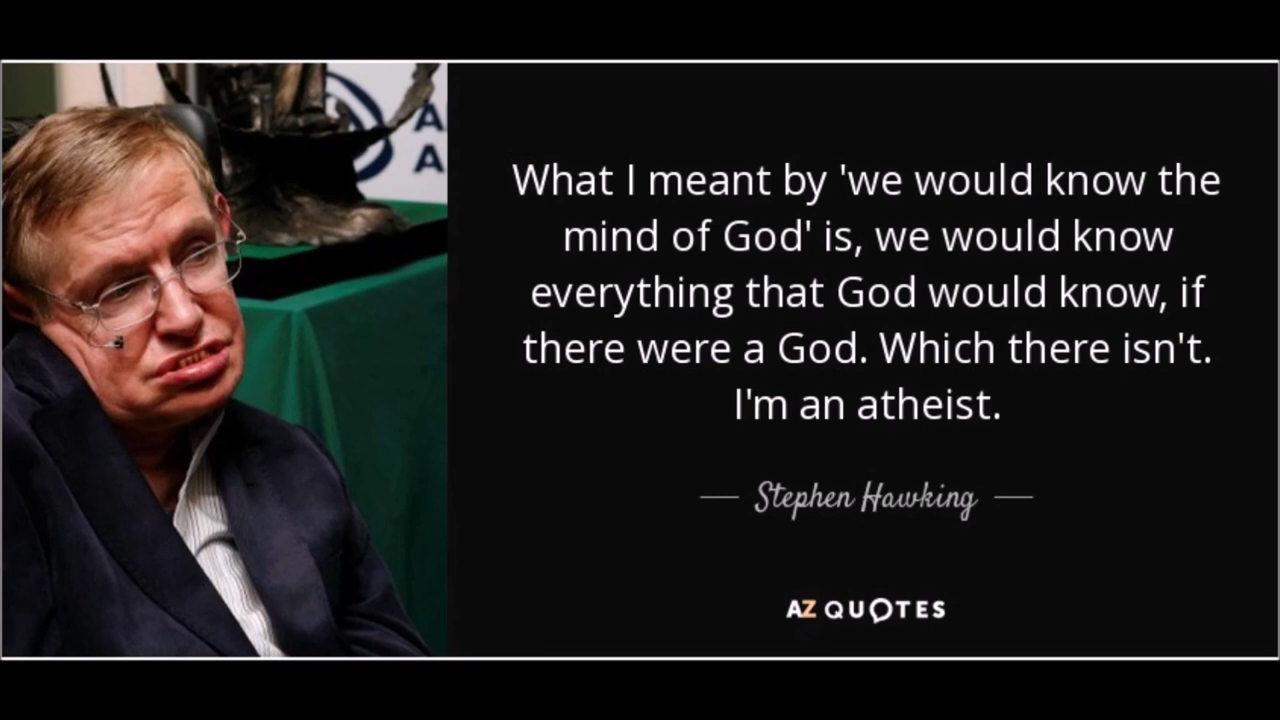 A
A
What I meant by 'we would know the
mind of God' is, we would know
everything that God would know, if
there were a God. Which there isn't.
I'm an atheist.
Stephen Hawking
AZ QUOTES